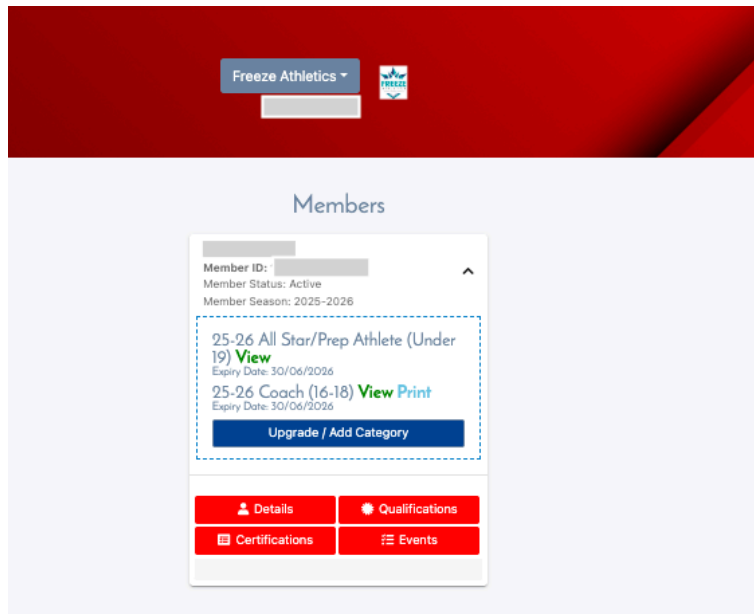 Freeze Athletics
FREEZE
Members
Member ID:
Member Status: Active
Member Season: 2025-2026
25-26 All Star/Prep Athlete (Under
19) View
Expiry Date: 30/06/2026
25-26 Coach (16-18) View Print
Expiry Date: 30/06/2026
Upgrade / Add Category
Details
Qualifications
Certifications
Events